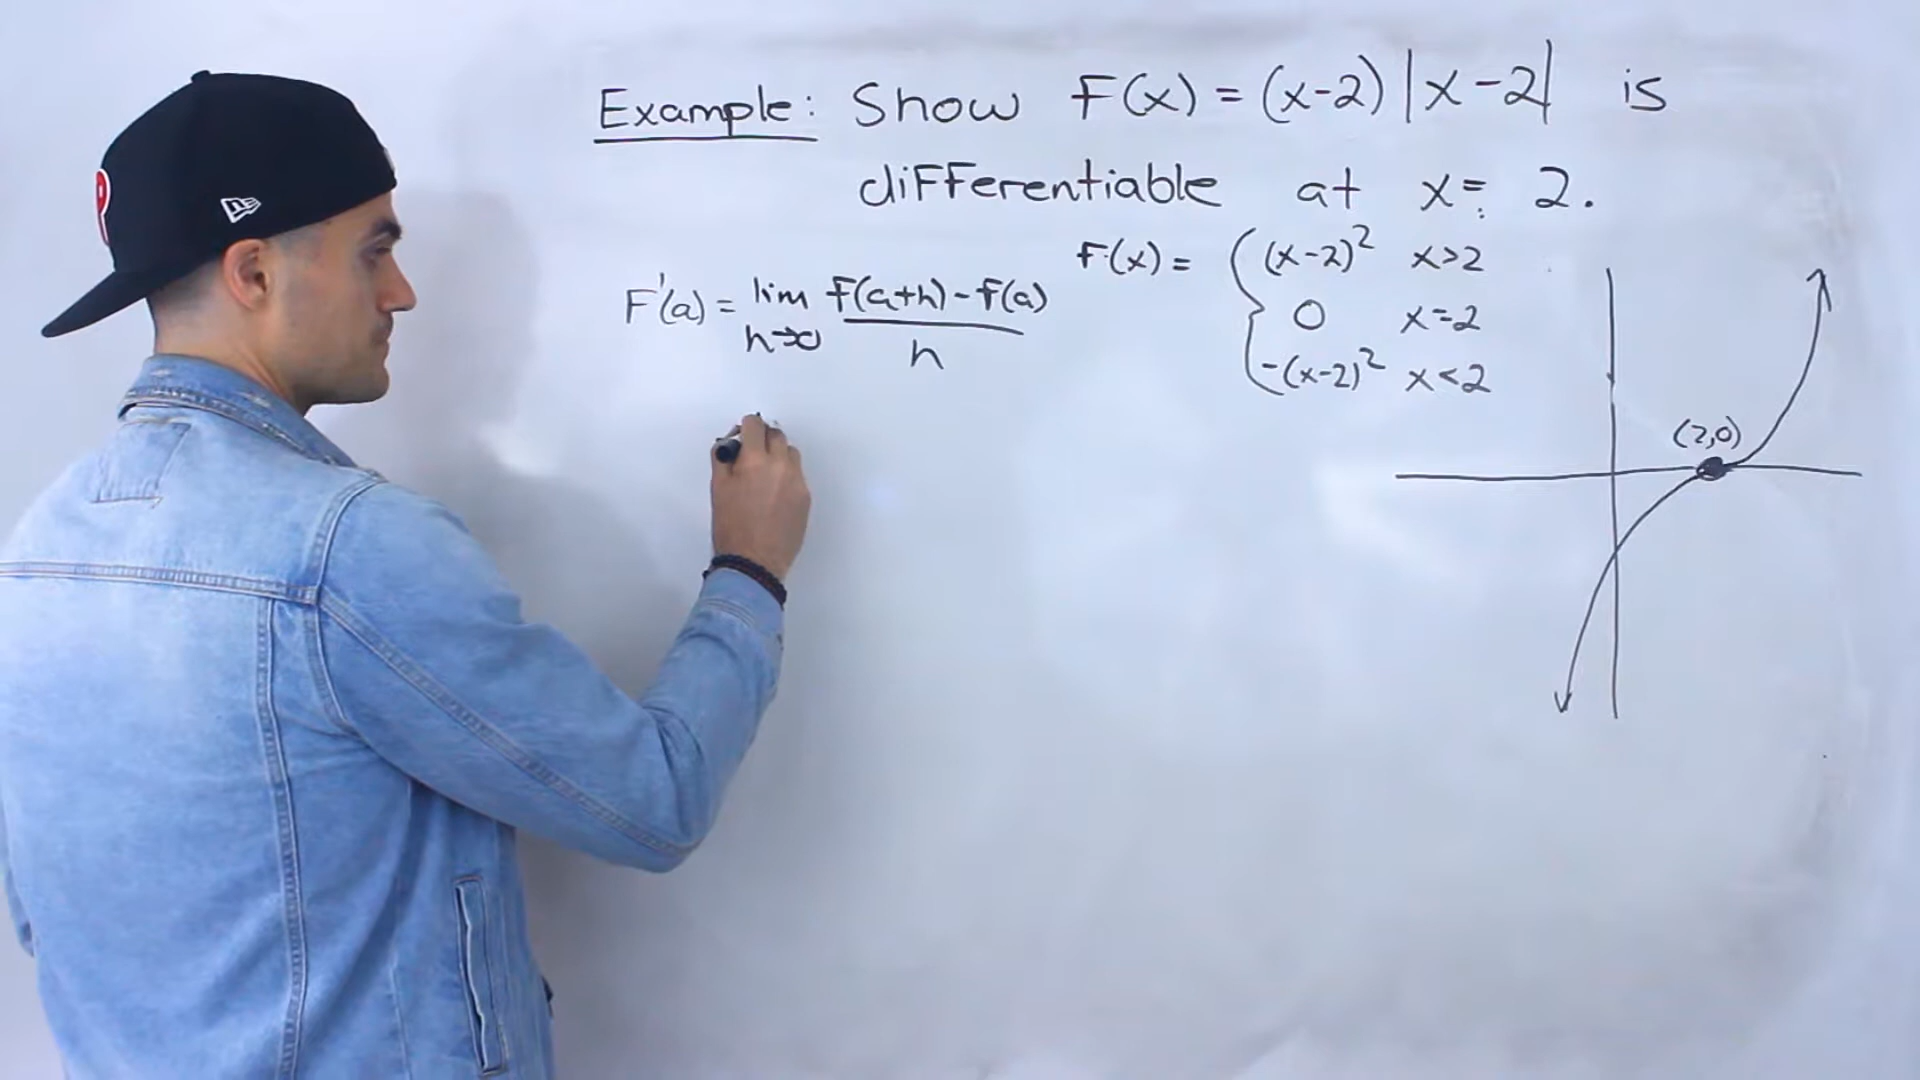 Example: Show F(x) = (x-2) |x-2| is
differentiable at x = 2.
F'(a) = lim h→0 f(a+h) - f(a) / h
F(x) = { (x-2)² x>2
0 x=2
-(x-2)² x<2
(2,0)
P
NE